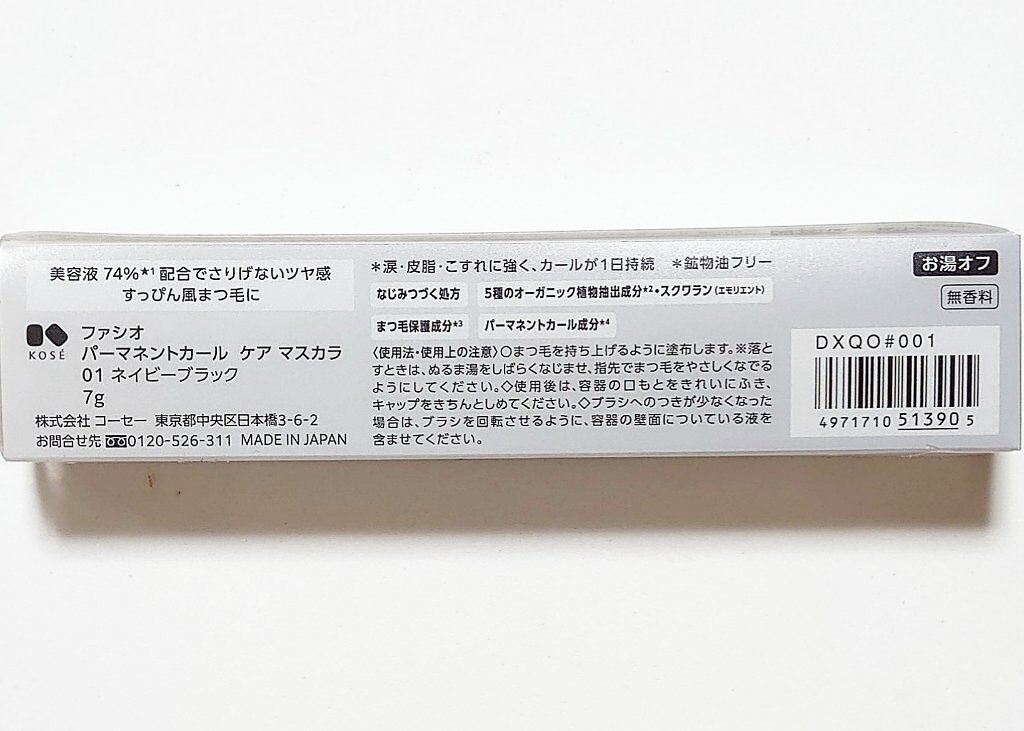 美容液 74%★1 配合でさりげないツヤ感
すっぴん風まつ毛に
KOSÉ
ファシオ
パーマネントカール ケア マスカラ
01 ネイビーブラック
7g
株式会社 コーセー 東京都中央区日本橋3-6-2
お問合せ先 0120-526-311 MADE IN JAPAN
＊涙・皮脂・こすれに強く、カールが1日持続 ＊鉱物油フリー
なじみつづく処方 5種のオーガニック植物抽出成分★2・スクワラン(エモリエント)
まつ毛保護成分★3 パーマネントカール成分★4
〈使用法・使用上の注意〉○まつ毛を持ち上げるように塗布します。※落と
すときは、ぬるま湯をしばらくなじませ、指先でまつ毛をやさしくなでる
ようにしてください。◇使用後は、容器の口もとをきれいにふき、
キャップをきちんとしめてください。◇ブラシへのつきが少なくなった
場合は、ブラシを回転させるように、容器の壁面についている液を
含ませてください。
お湯オフ
無香料
DXQO#001
4971710 51390 5